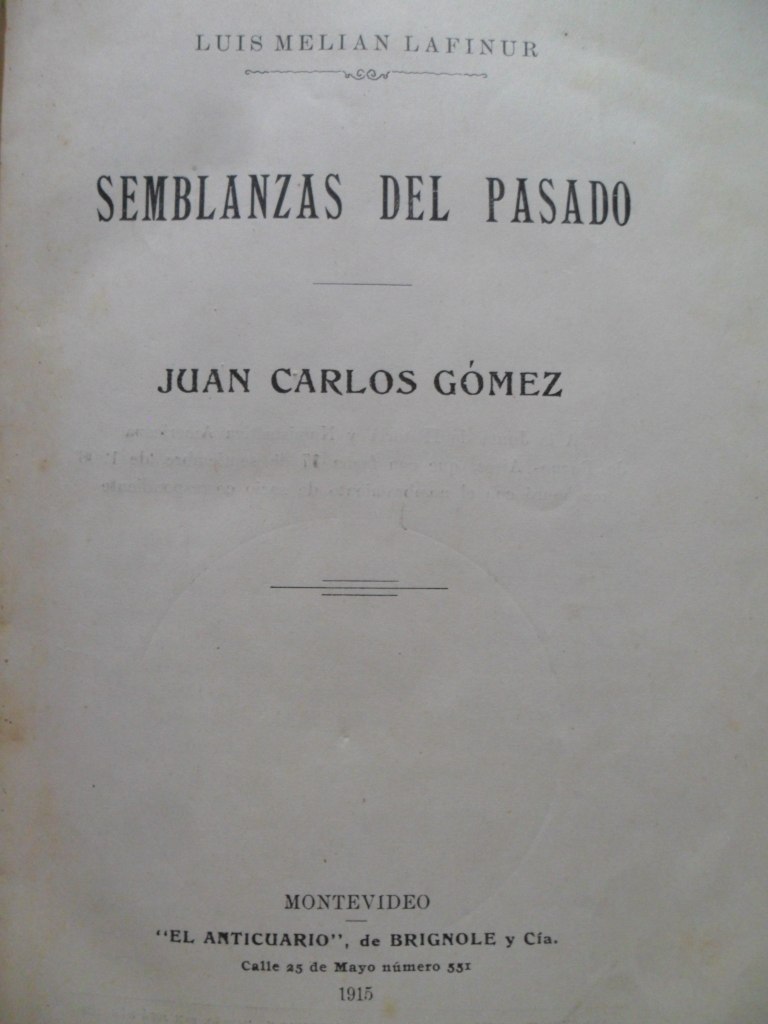 LUIS MELIAN LAFINUR
SEMBLANZAS DEL PASADO
JUAN CARLOS GÓMEZ
MONTEVIDEO
"EL ANTICUARIO", de BRIGNOLE y Cía.
Calle 25 de Mayo número 551
1915